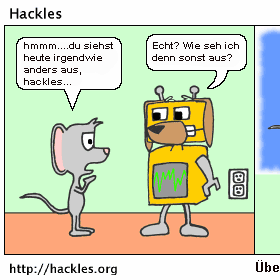 Hackles
hmmm....du siehst
heute irgendwie
anders aus,
hackles...
Echt? Wie seh ich
denn sonst aus?
http://hackles.org
Übe